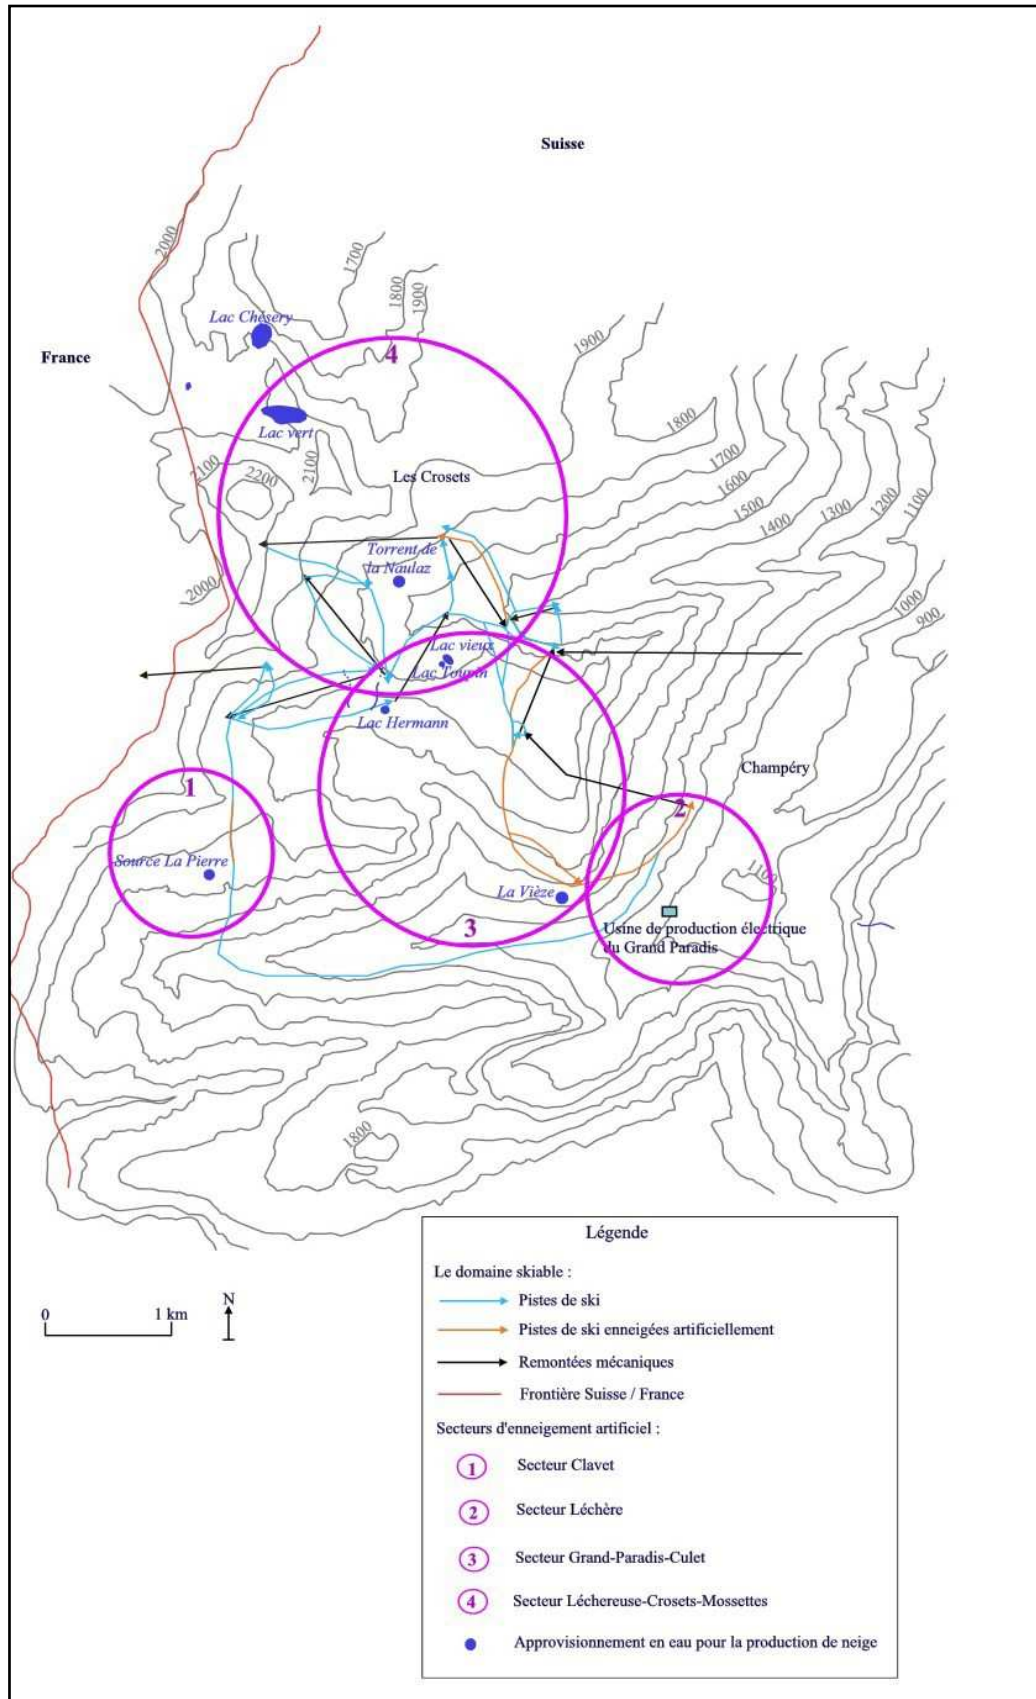 Suisse
2000
1700
1800
1900
Lac Chésery
1900
France
4
Lac vert
1800
2100
2200
2100
Les Crosets
1700
1600
1500
1400
1300
1200
1100
Torrent de
la Naulaz
2000
1000
900
Lac vieux
Lac Toupin
Lac Hermann
Champéry
1
2
Source La Pierre
1100
La Vièze
3
Usine de production électrique
du Grand Paradis
1800
Légende
Le domaine skiable :
Pistes de ski
Pistes de ski enneigées artificiellement
Remontées mécaniques
Frontière Suisse / France
Secteurs d'enneigement artificiel :
1 Secteur Clavet
2 Secteur Léchère
3 Secteur Grand-Paradis-Culet
4 Secteur Léchereuse-Crosets-Mossettes
Approvisionnement en eau pour la production de neige
0 1 km
N